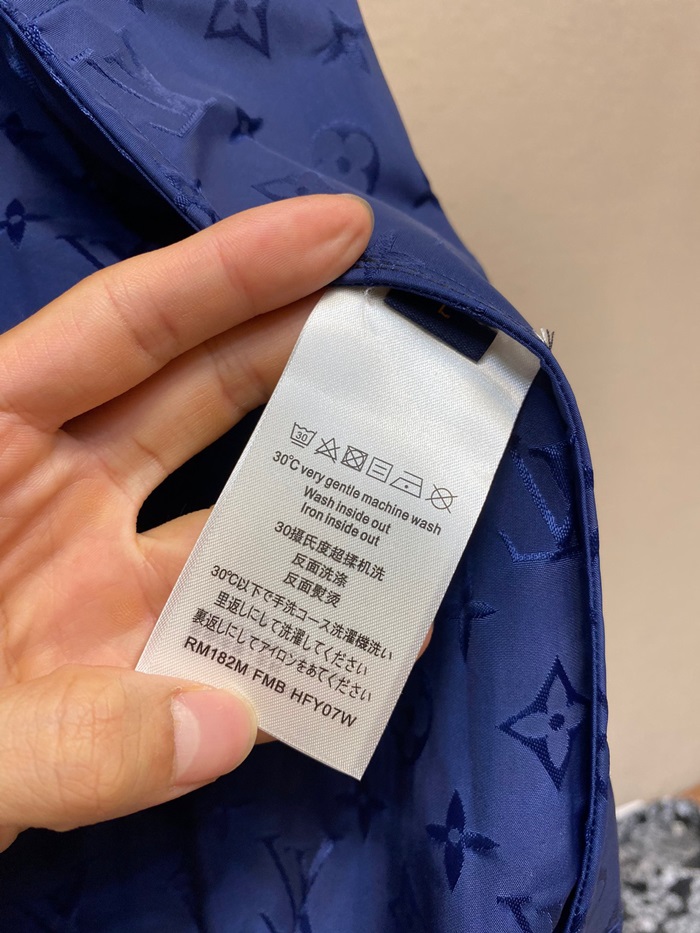 L
30
30°C very gentle machine wash
Wash inside out
Iron inside out
30摄氏度超揉机洗
反面洗涤
反面熨烫
30℃以下で手洗コース洗濯機洗い
里返しにして洗濯してください
裏返しにしてアイロンをあてください
RM182M FMB HFY07W